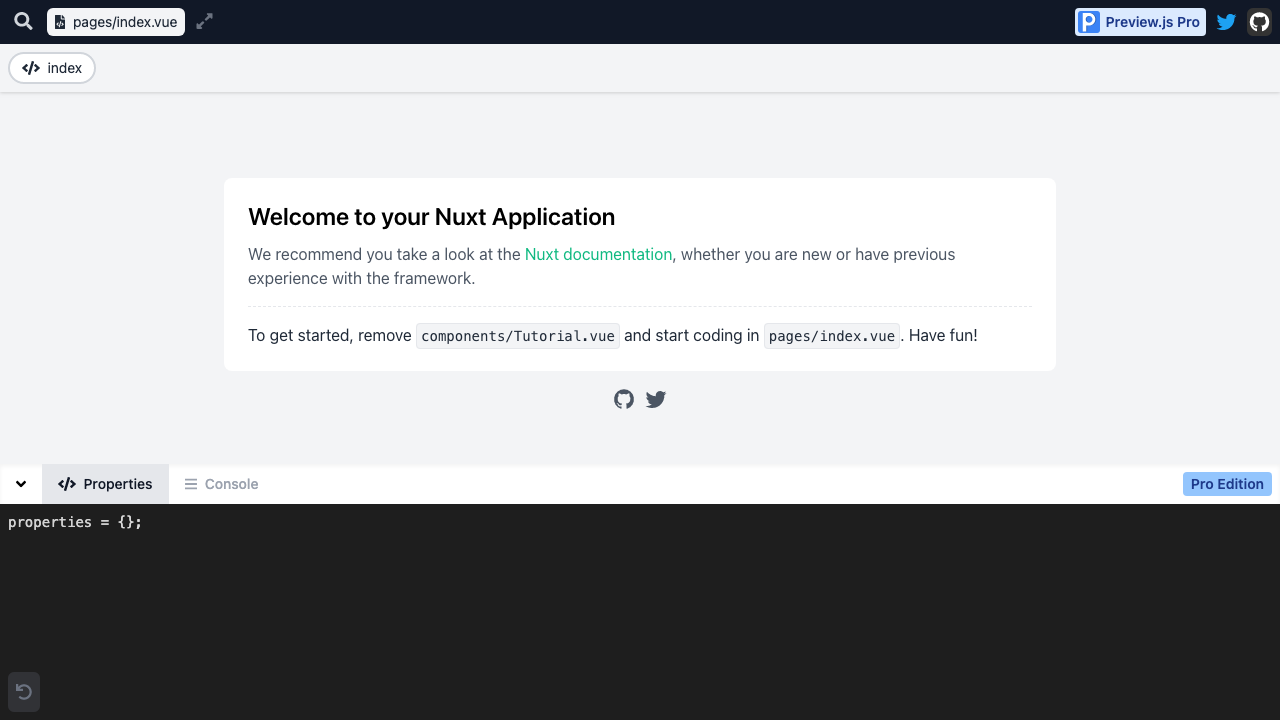 pages/index.vue
Preview.js Pro
index
Welcome to your Nuxt Application
We recommend you take a look at the Nuxt documentation, whether you are new or have previous
experience with the framework.
To get started, remove components/Tutorial.vue and start coding in pages/index.vue. Have fun!
Properties
Console
Pro Edition
properties = {};